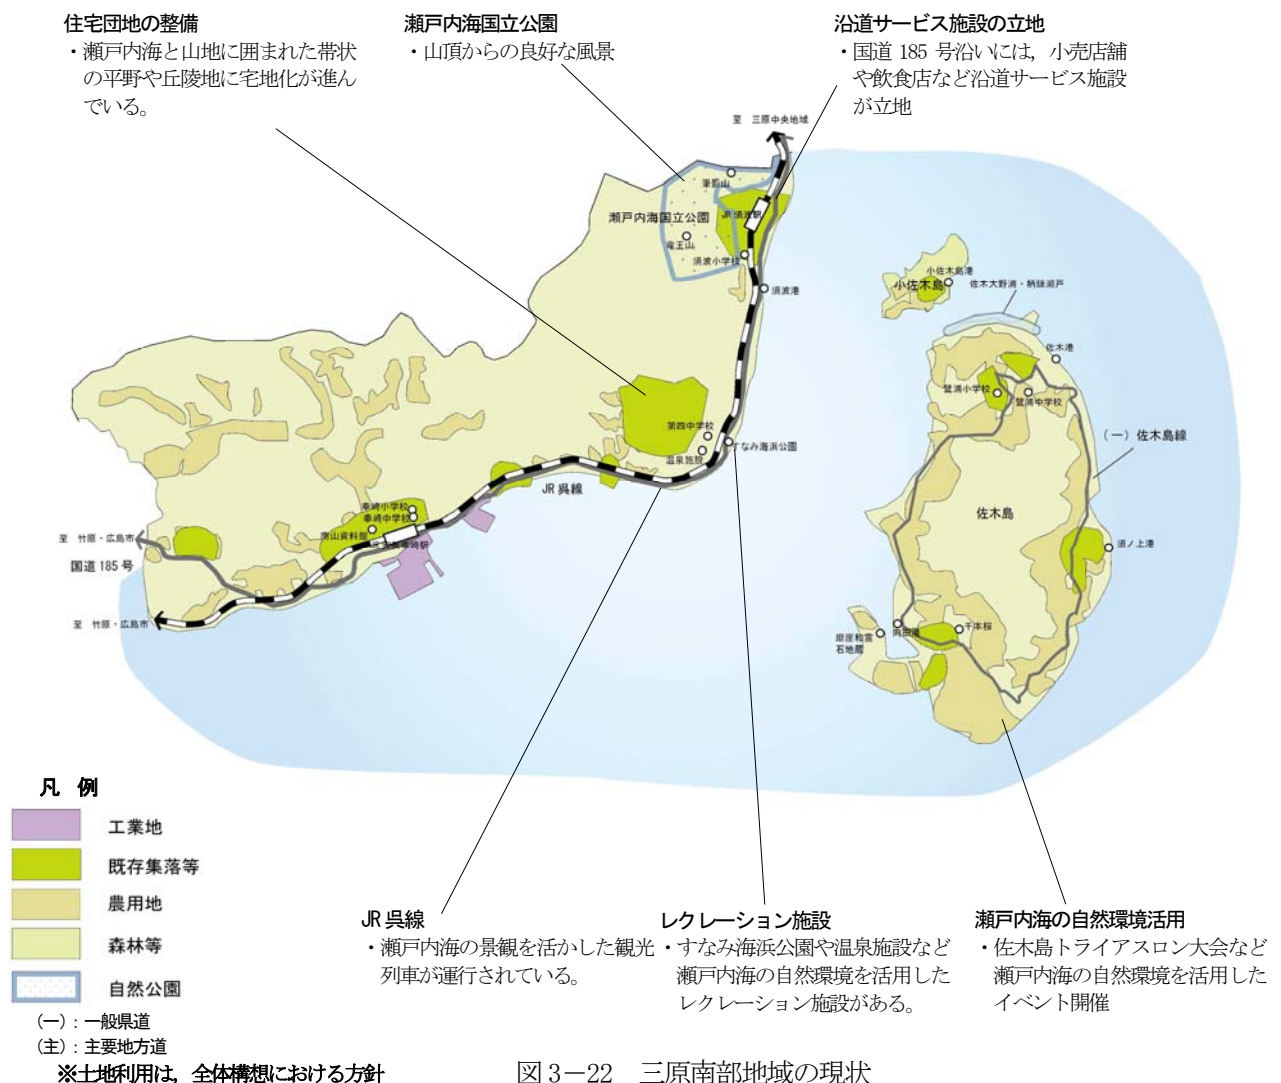 住宅団地の整備
・瀬戸内海と山地に囲まれた帯状
の平野や丘陵地に宅地化が進ん
でいる。
瀬戸内海国立公園
・山頂からの良好な風景
沿道サービス施設の立地
・国道 185 号沿いには，小売店舗
や飲食店など沿道サービス施設
が立地
至 三原中央地域
筆影山
JR 須波駅
瀬戸内海国立公園
竜王山
須波小学校
須波港
小佐木島港
小佐木島
佐木大野浦・柄鎌瀬戸
佐木港
鷺浦小学校
鷺浦中学校
(一) 佐木島線
第四中学校
すなみ海浜公園
温泉施設
JR 呉線
佐木島
幸崎小学校
幸崎中学校
至 竹原・広島市
国道 185 号
須ノ上港
至 竹原・広島市
向田港
千本桜
磨崖和霊
石地蔵
凡 例
工業地
既存集落等
農用地
森林等
自然公園
(一)：一般県道
(主)：主要地方道
※土地利用は，全体構想における方針
JR 呉線
・瀬戸内海の景観を活かした観光
列車が運行されている。
レクレーション施設
・すなみ海浜公園や温泉施設など
瀬戸内海の自然環境を活用した
レクレーション施設がある。
瀬戸内海の自然環境活用
・佐木島トライアスロン大会など
瀬戸内海の自然環境を活用した
イベント開催
図 3－22 三原南部地域の現状